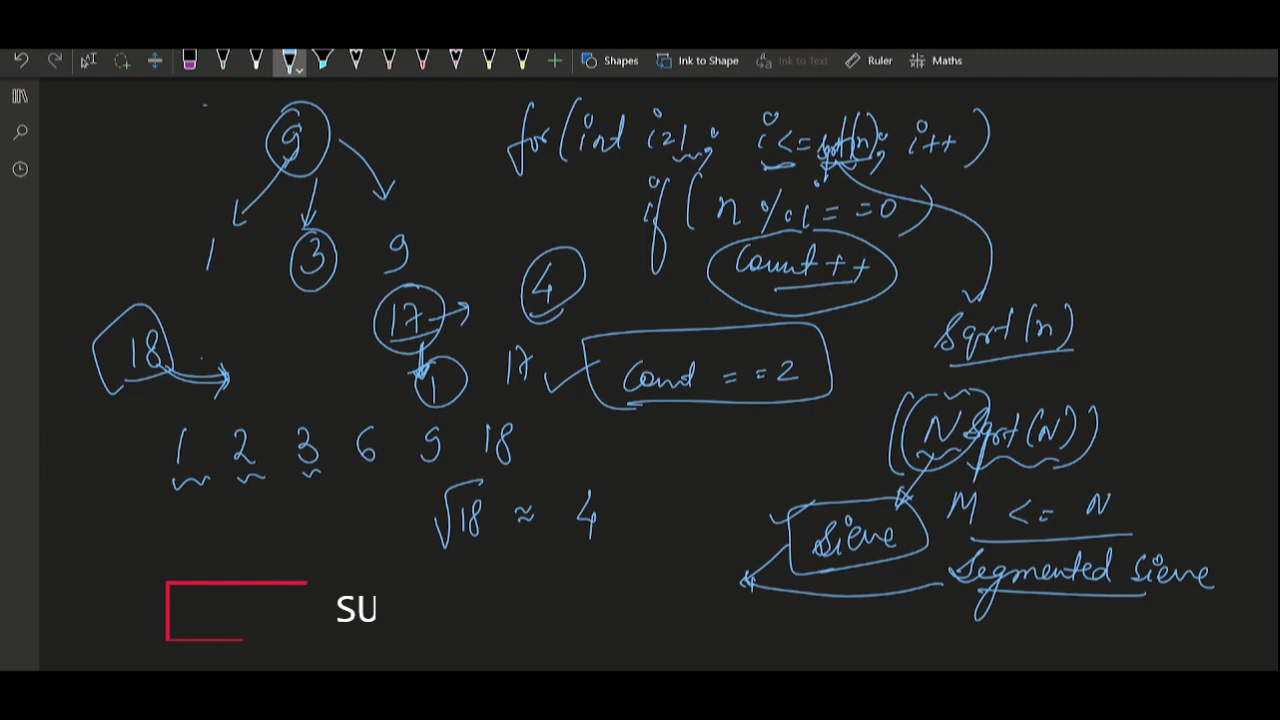 Shapes Ink to Shape Ink to Text Ruler Maths
9 for(int i=1; i<=sqrt(n); i++)
if(n%i==0)
1 3 9 Count++
4
17 Sqrt(n)
18
1 17 Count == 2
(N Sqrt(N))
1 2 3 6 9 18
√18 ≈ 4 Sieve M <= N
Segmented Sieve
SU